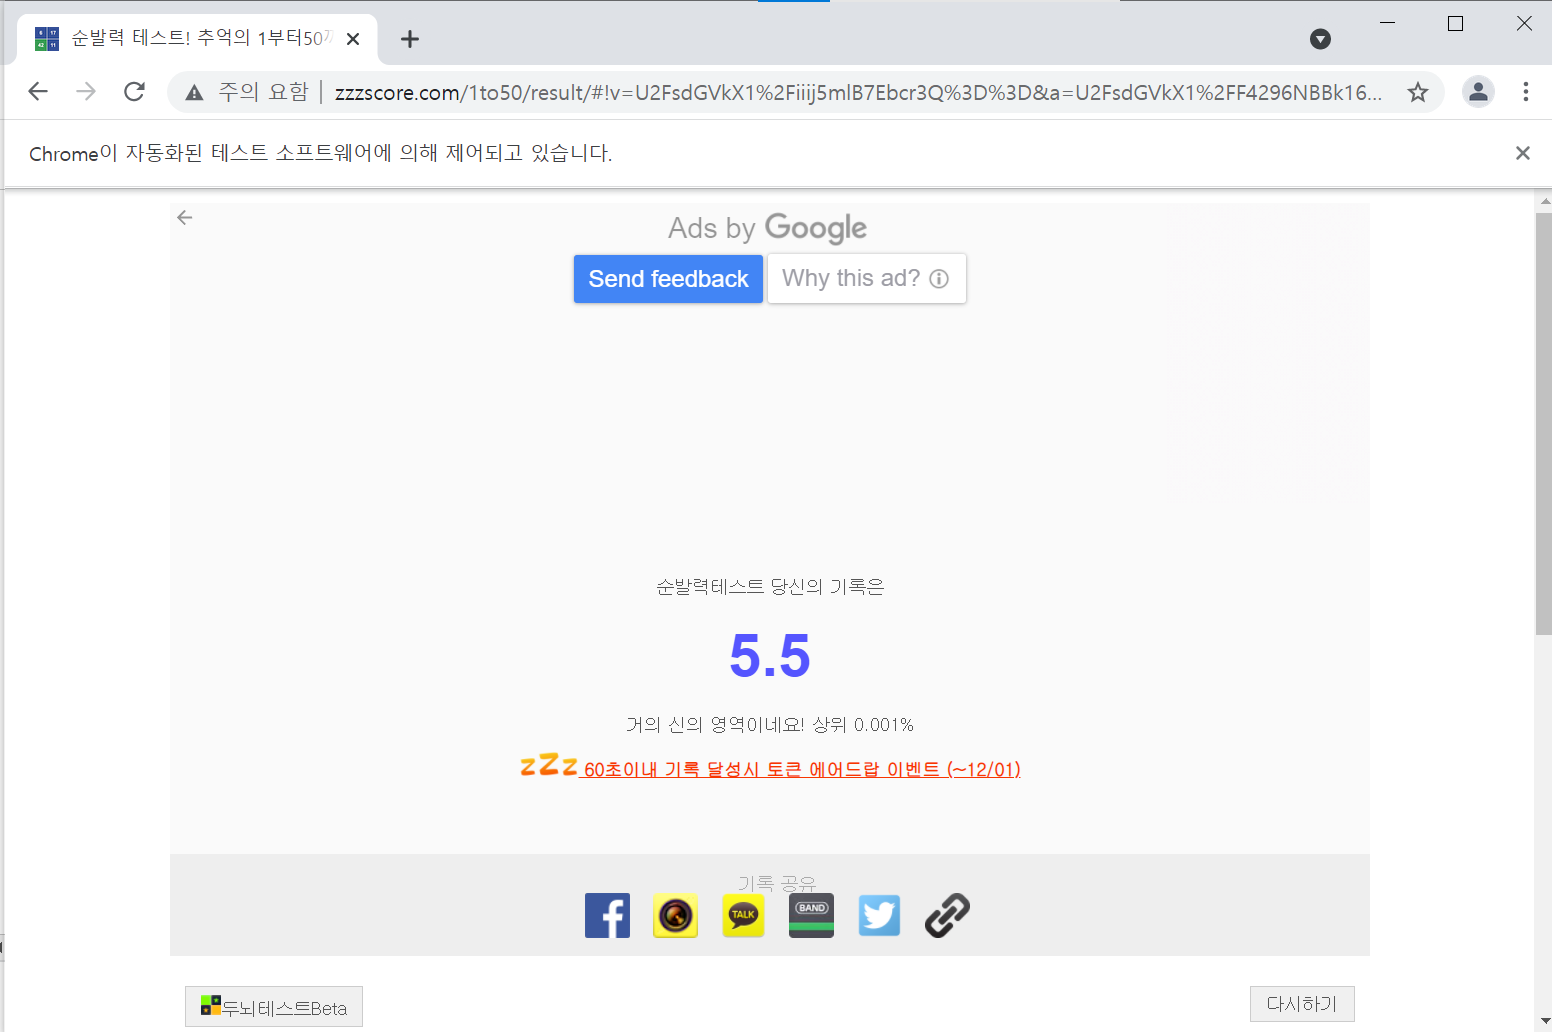 순발력 테스트! 추억의 1부터50
주의 요함 | zzzscore.com/1to50/result/#!v=U2FsdGVkX1%2Fiiij5mlB7Ebcr3Q%3D%3D&a=U2FsdGVkX1%2FF4296NBBk16...
Chrome이 자동화된 테스트 소프트웨어에 의해 제어되고 있습니다.
Ads by Google
Send feedback Why this ad?
순발력테스트 당신의 기록은
5.5
거의 신의 영역이네요! 상위 0.001%
zZz 60초이내 기록 달성시 토큰 에어드랍 이벤트 (~12/01)
기록 공유
TALK BAND
두뇌테스트Beta 다시하기